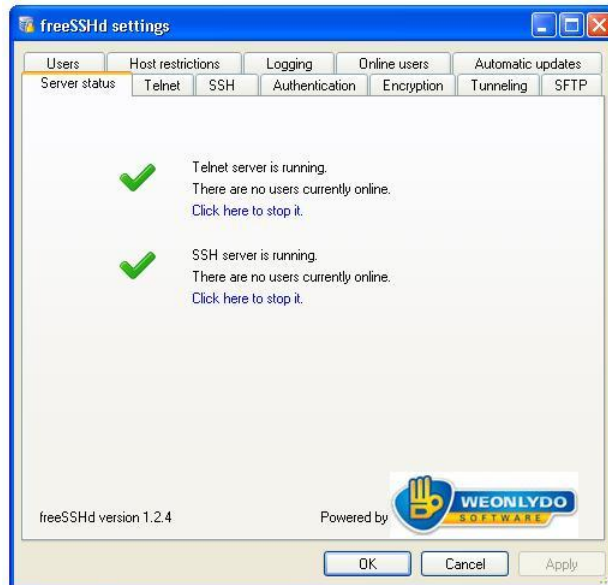 freeSSHd settings
Users Host restrictions Logging Online users Automatic updates
Server status Telnet SSH Authentication Encryption Tunneling SFTP
Telnet server is running.
There are no users currently online.
Click here to stop it.
SSH server is running.
There are no users currently online.
Click here to stop it.
freeSSHd version 1.2.4
Powered by
WEONLYDO
SOFTWARE
OK Cancel Apply